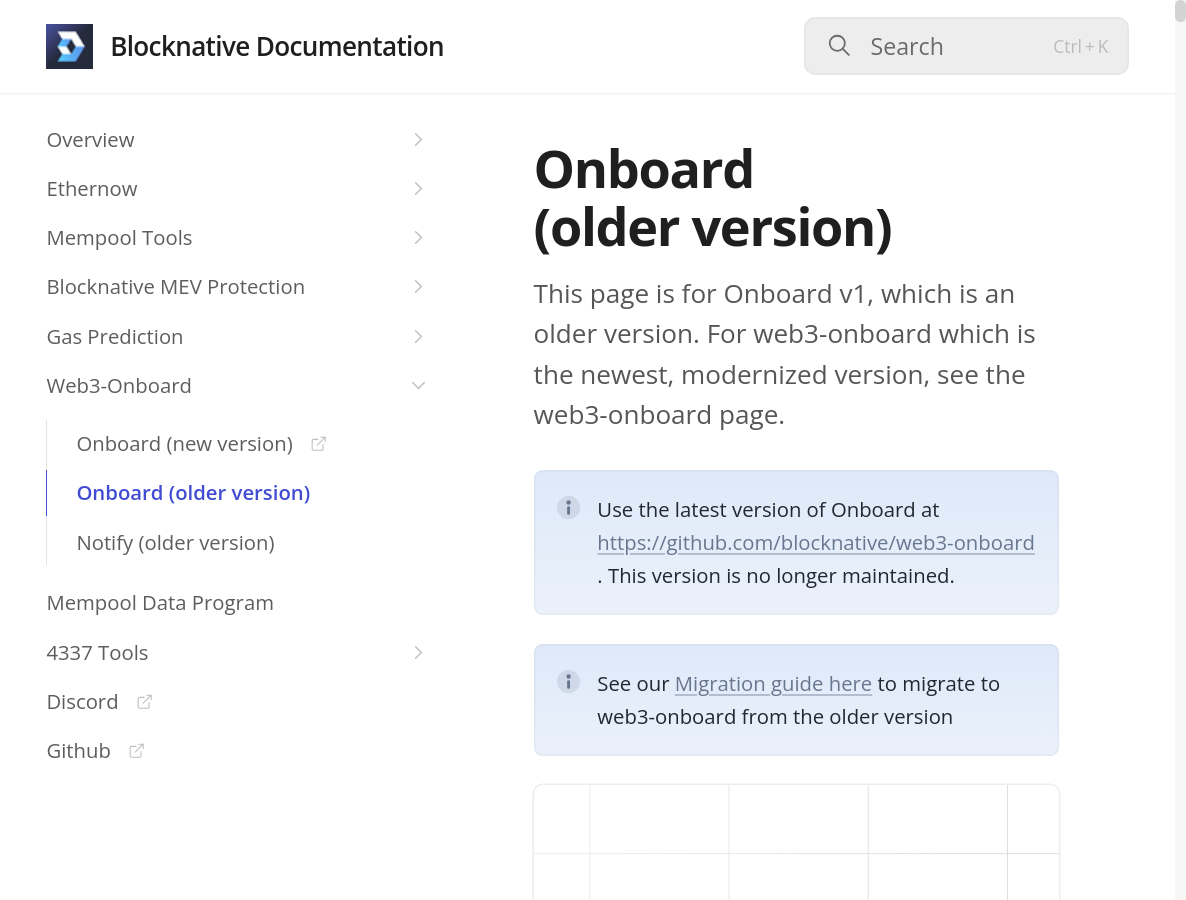 Blocknative Documentation
Search
Ctrl + K
Overview
Ethernow
Mempool Tools
Blocknative MEV Protection
Gas Prediction
Web3-Onboard
Onboard (new version)
Onboard (older version)
Notify (older version)
Mempool Data Program
4337 Tools
Discord
Github
Onboard
(older version)
This page is for Onboard v1, which is an
older version. For web3-onboard which is
the newest, modernized version, see the
web3-onboard page.
Use the latest version of Onboard at
https://github.com/blocknative/web3-onboard
. This version is no longer maintained.
See our Migration guide here to migrate to
web3-onboard from the older version